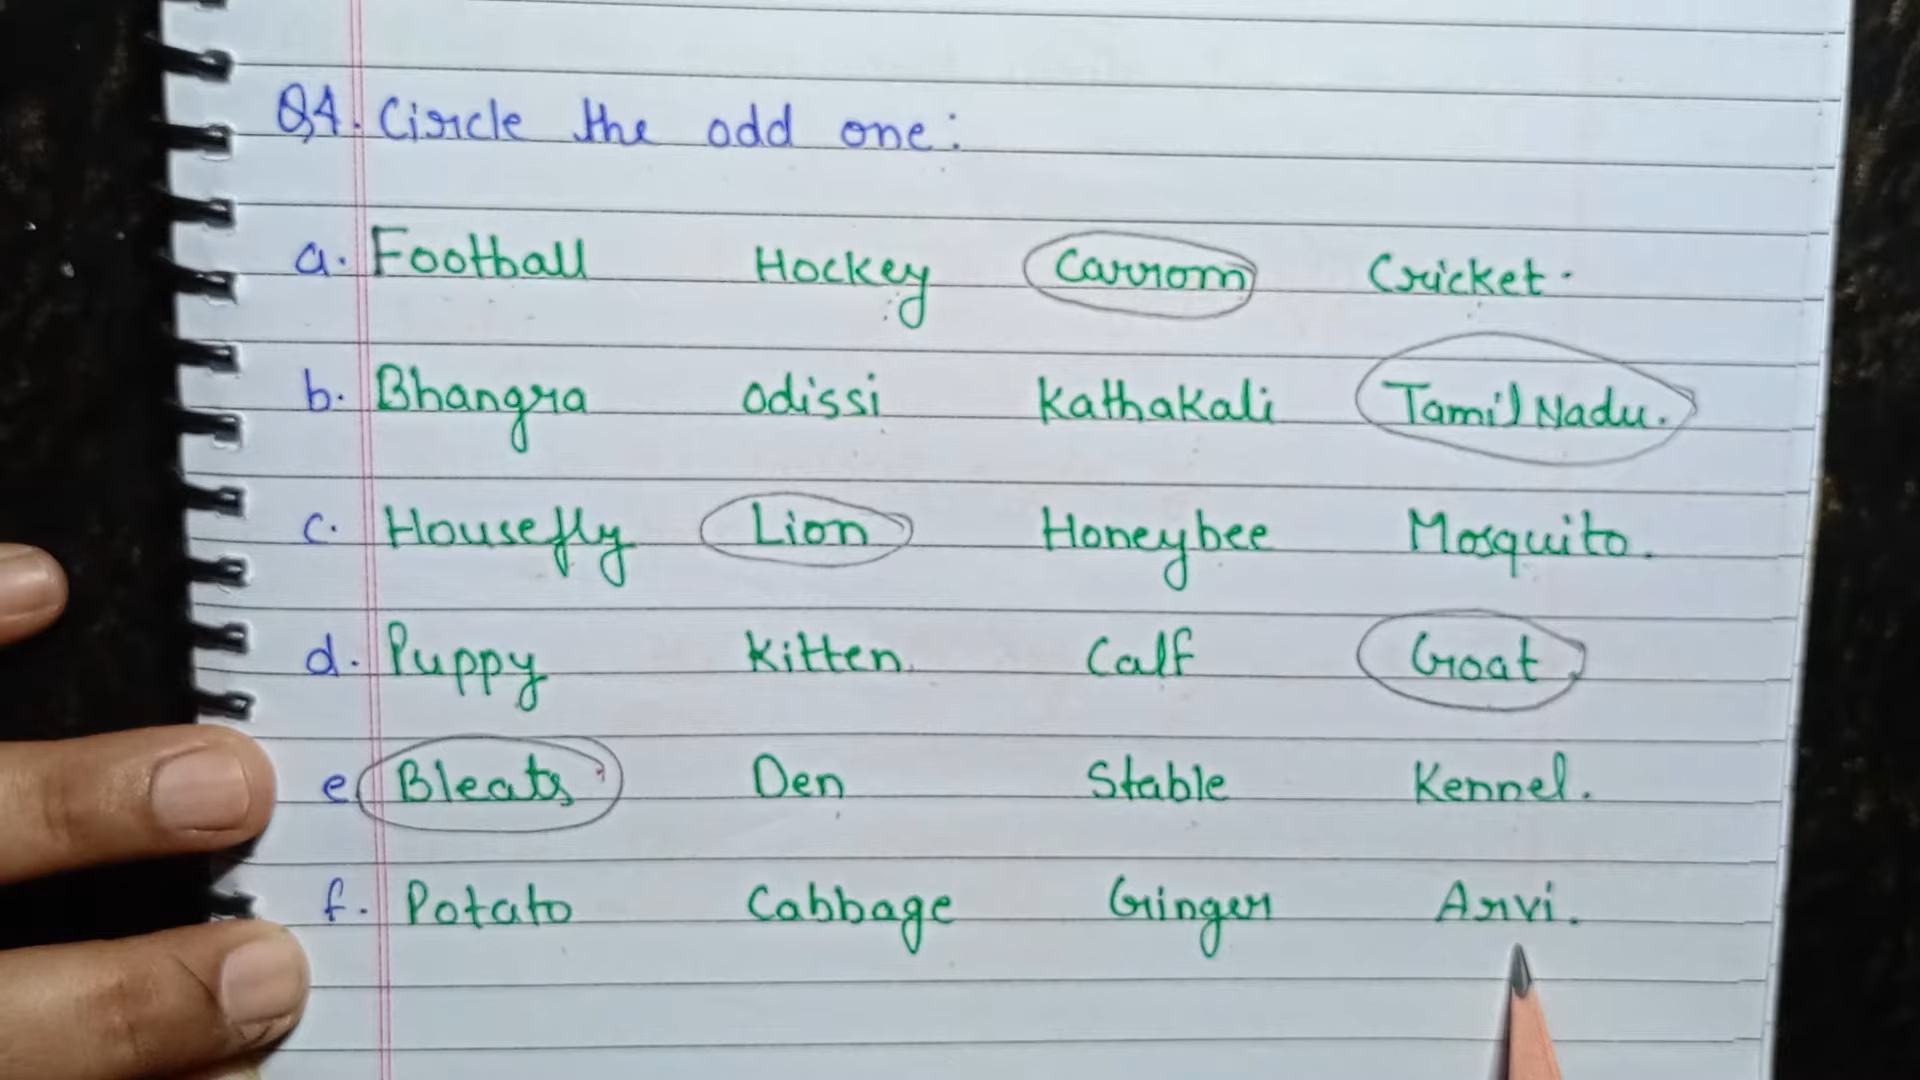 Q4. Circle the odd one:
a. Football Hockey Carrom Cricket.
b. Bhangra Odissi Kathakali Tamil Nadu.
c. Housefly Lion Honeybee Mosquito.
d. Puppy Kitten. Calf Goat
e. Bleats Den Stable Kennel.
f. Potato Cabbage Ginger Arvi.